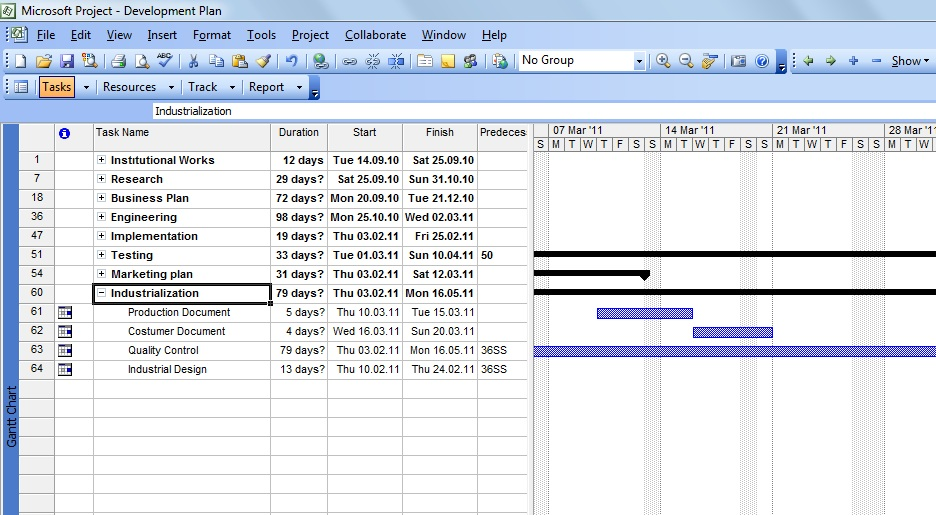 Microsoft Project - Development Plan
File Edit View Insert Format Tools Project Collaborate Window Help
No Group Show
Tasks Resources Track Report
Industrialization
Task Name Duration Start Finish Predeces 07 Mar '11 14 Mar '11 21 Mar '11 28 Mar '1
S M T W T F S S M T W T F S S M T W T F S S M T W
1 Institutional Works 12 days Tue 14.09.10 Sat 25.09.10
7 Research 29 days? Sat 25.09.10 Sun 31.10.10
18 Business Plan 72 days? Mon 20.09.10 Tue 21.12.10
36 Engineering 98 days? Mon 25.10.10 Wed 02.03.11
47 Implementation 19 days? Thu 03.02.11 Fri 25.02.11
51 Testing 33 days? Tue 01.03.11 Sun 10.04.11 50
54 Marketing plan 31 days? Thu 03.02.11 Sat 12.03.11
60 Industrialization 79 days? Thu 03.02.11 Mon 16.05.11
61 Production Document 5 days? Thu 10.03.11 Tue 15.03.11
62 Costumer Document 4 days? Wed 16.03.11 Sun 20.03.11
63 Quality Control 79 days? Thu 03.02.11 Mon 16.05.11 36SS
64 Industrial Design 13 days? Thu 10.02.11 Thu 24.02.11 36SS
Gantt Chart